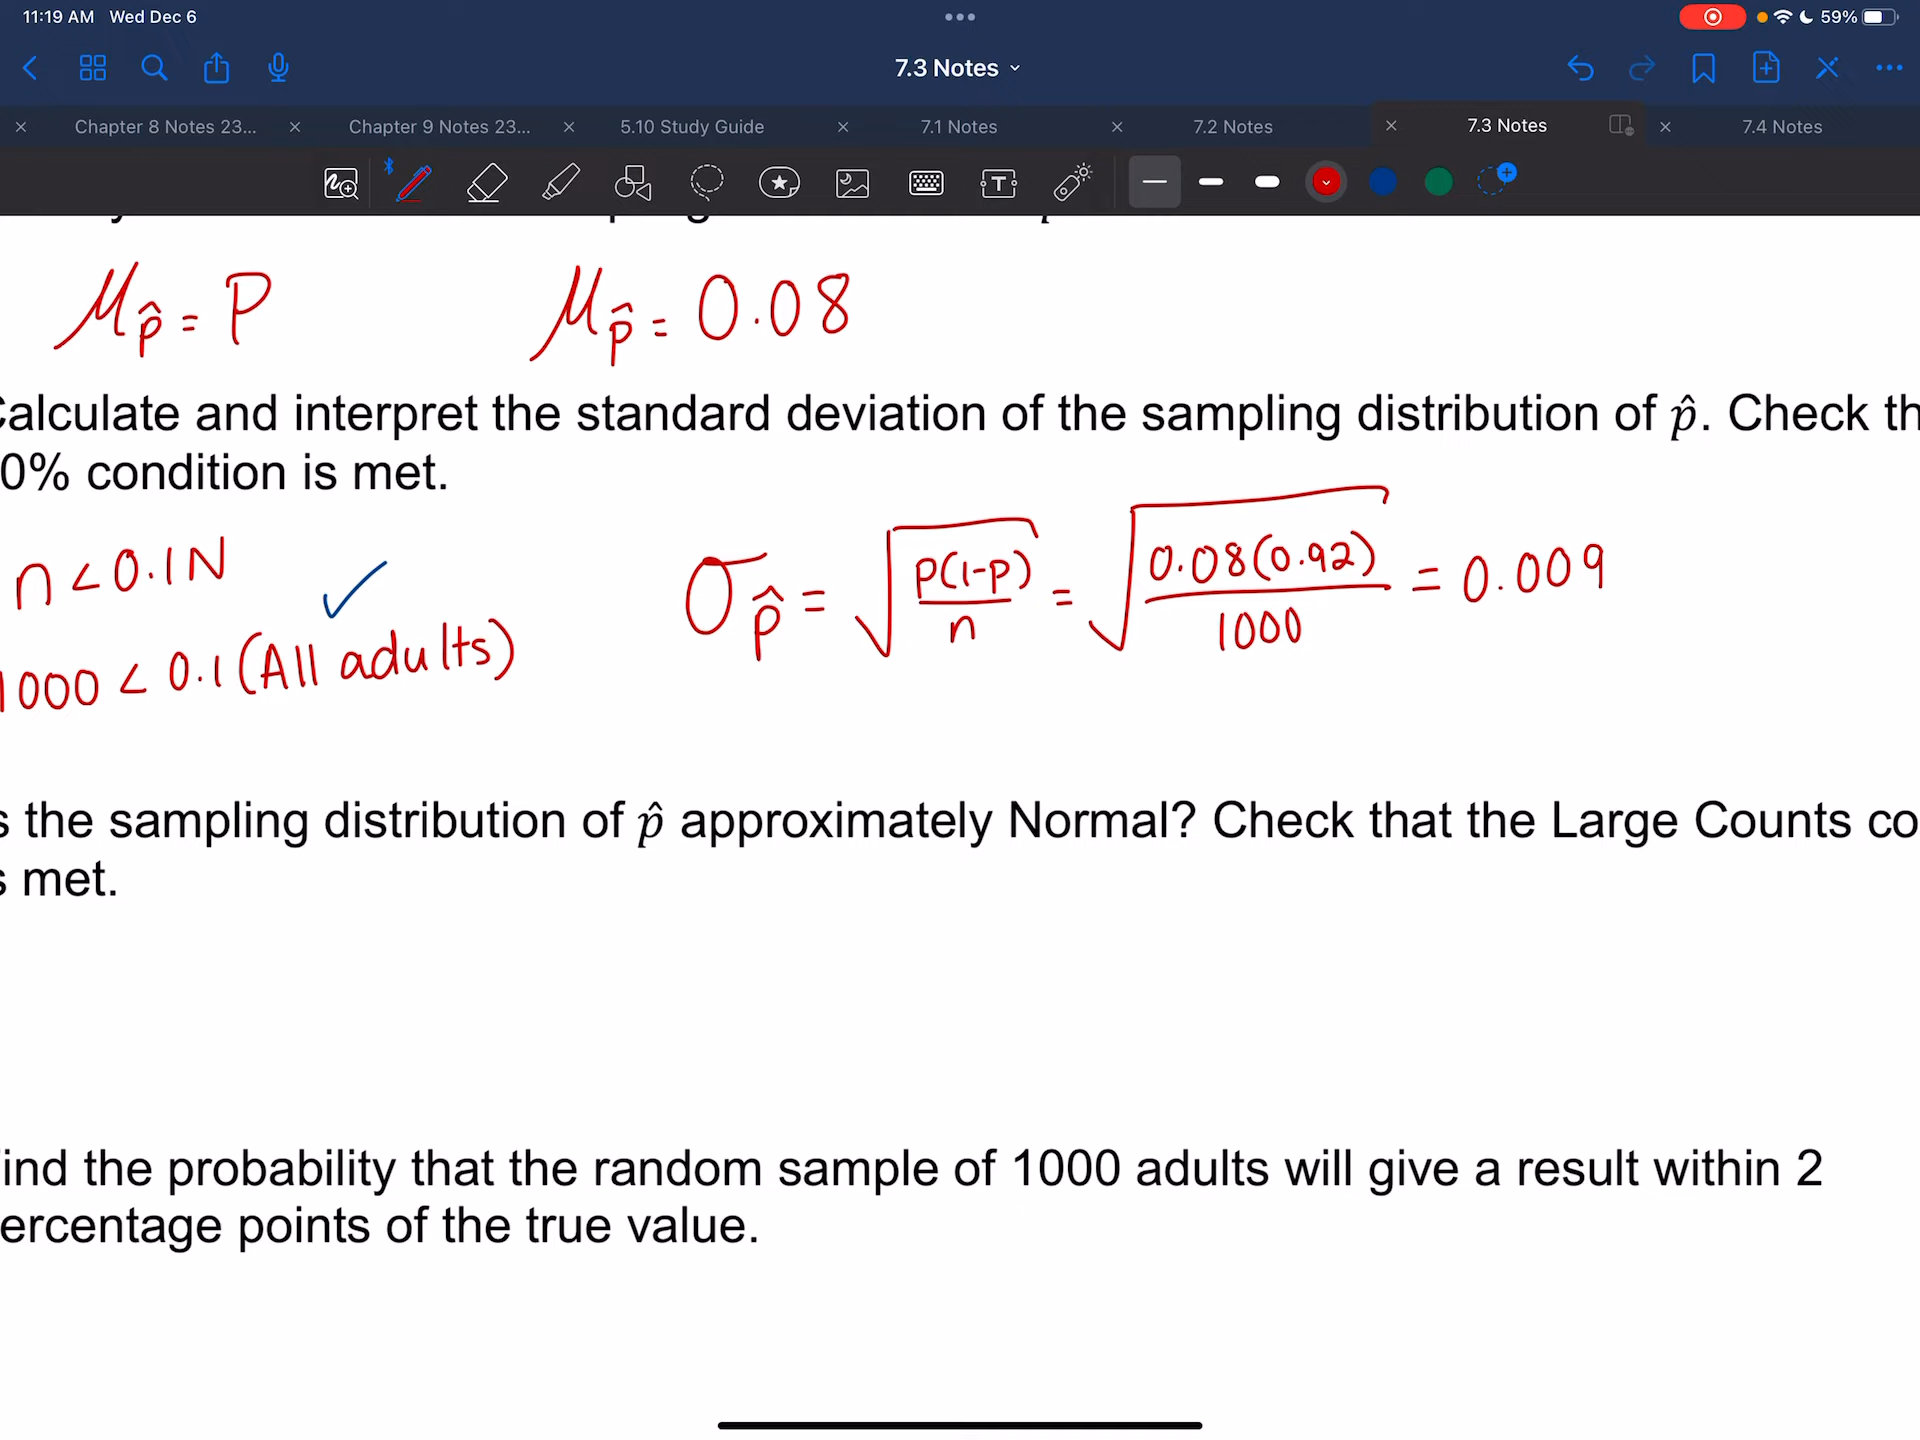 11:19 AM Wed Dec 6
59%
7.3 Notes
Chapter 8 Notes 23...
Chapter 9 Notes 23...
5.10 Study Guide
7.1 Notes
7.2 Notes
7.3 Notes
7.4 Notes
μp̂ = P
μp̂ = 0.08
Calculate and interpret the standard deviation of the sampling distribution of p̂. Check th
0% condition is met.
n < 0.1N ✓
1000 < 0.1 (All adults)
σp̂ = √(p(1-p)/n) = √(0.08(0.92)/1000) = 0.009
s the sampling distribution of p̂ approximately Normal? Check that the Large Counts co
s met.
ind the probability that the random sample of 1000 adults will give a result within 2
ercentage points of the true value.